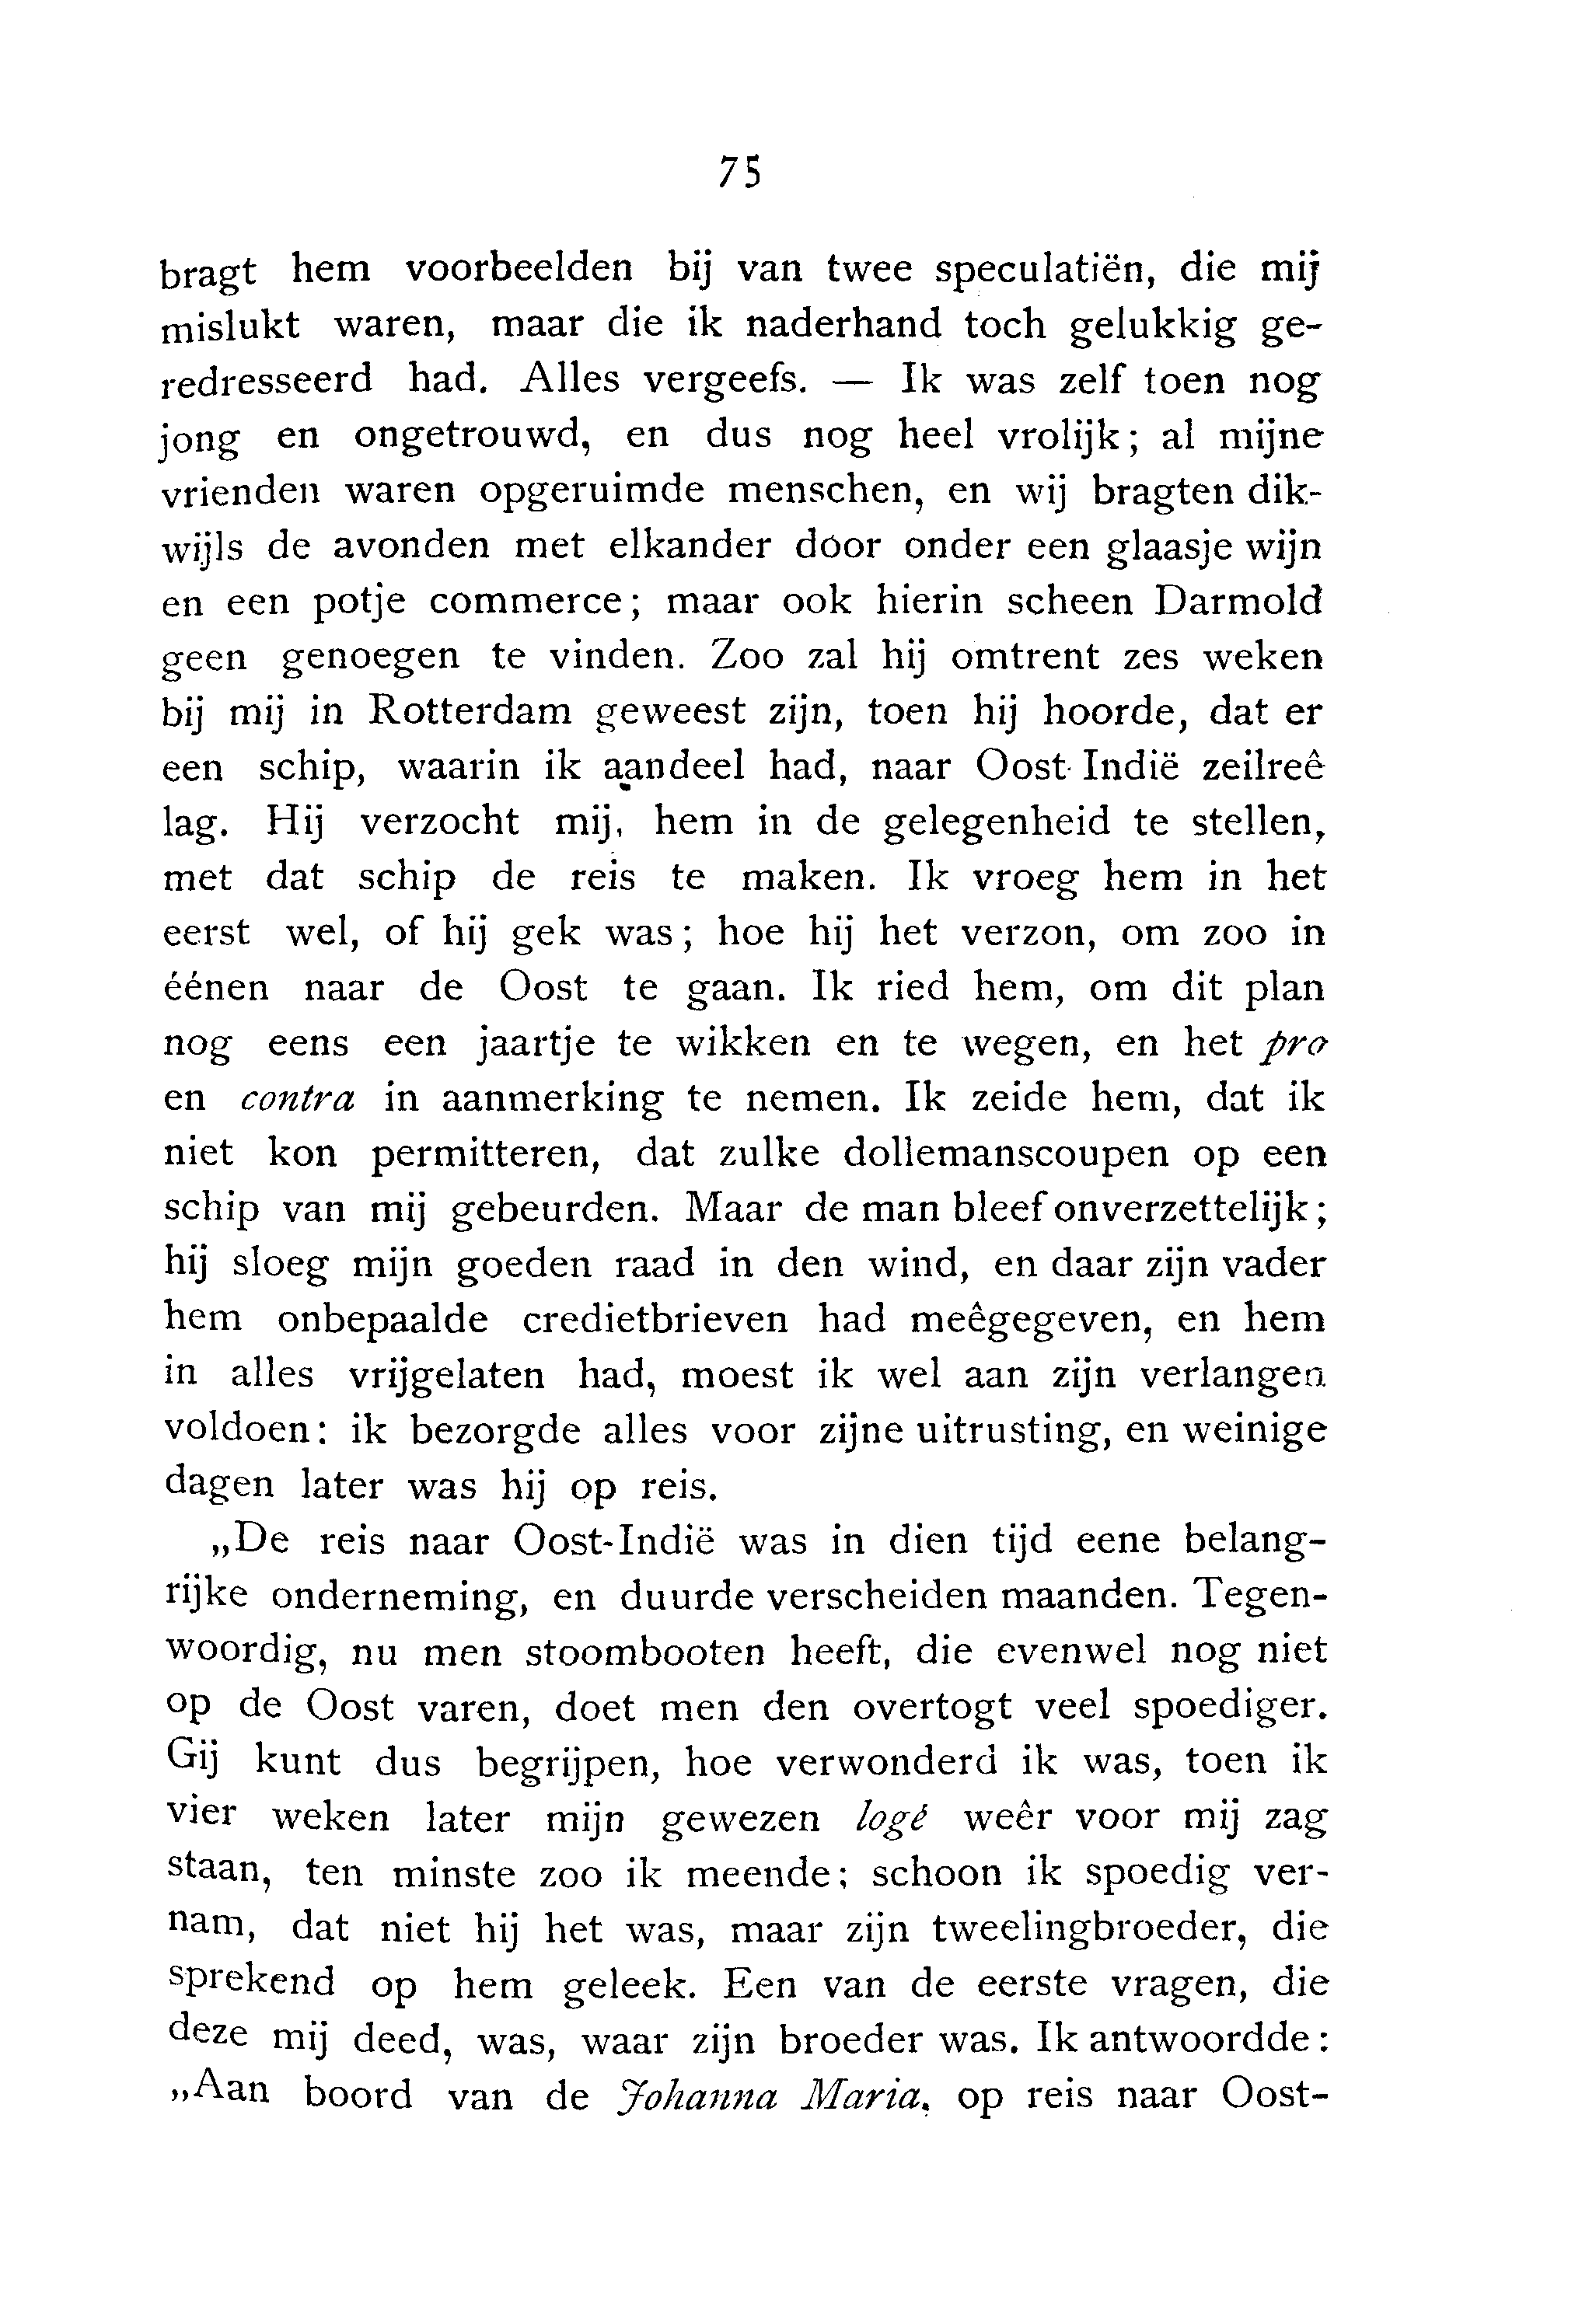 75
bragt hem voorbeelden bij van twee speculatiën, die mij
mislukt waren, maar die ik naderhand toch gelukkig ge-
redresseerd had. Alles vergeefs. — Ik was zelf toen nog
jong en ongetrouwd, en dus nog heel vrolijk; al mijne
vrienden waren opgeruimde menschen, en wij bragten dik-
wijls de avonden met elkander door onder een glaasje wijn
en een potje commerce; maar ook hierin scheen Darmold
geen genoegen te vinden. Zoo zal hij omtrent zes weken
bij mij in Rotterdam geweest zijn, toen hij hoorde, dat er
een schip, waarin ik aandeel had, naar Oost-Indië zeilreê
lag. Hij verzocht mij, hem in de gelegenheid te stellen,
met dat schip de reis te maken. Ik vroeg hem in het
eerst wel, of hij gek was; hoe hij het verzon, om zoo in
éénen naar de Oost te gaan. Ik ried hem, om dit plan
nog eens een jaartje te wikken en te wegen, en het pro
en contra in aanmerking te nemen. Ik zeide hem, dat ik
niet kon permitteren, dat zulke dollemanscoupen op een
schip van mij gebeurden. Maar de man bleef onverzettelijk;
hij sloeg mijn goeden raad in den wind, en daar zijn vader
hem onbepaalde credietbrieven had meêgegeven, en hem
in alles vrijgelaten had, moest ik wel aan zijn verlangen
voldoen: ik bezorgde alles voor zijne uitrusting, en weinige
dagen later was hij op reis.
„De reis naar Oost-Indië was in dien tijd eene belang-
rijke onderneming, en duurde verscheiden maanden. Tegen-
woordig, nu men stoombooten heeft, die evenwel nog niet
op de Oost varen, doet men den overtogt veel spoediger.
Gij kunt dus begrijpen, hoe verwonderd ik was, toen ik
vier weken later mijn gewezen logé weêr voor mij zag
staan, ten minste zoo ik meende; schoon ik spoedig ver-
nam, dat niet hij het was, maar zijn tweelingbroeder, die
sprekend op hem geleek. Een van de eerste vragen, die
deze mij deed, was, waar zijn broeder was. Ik antwoordde:
„Aan boord van de Johanna Maria, op reis naar Oost-